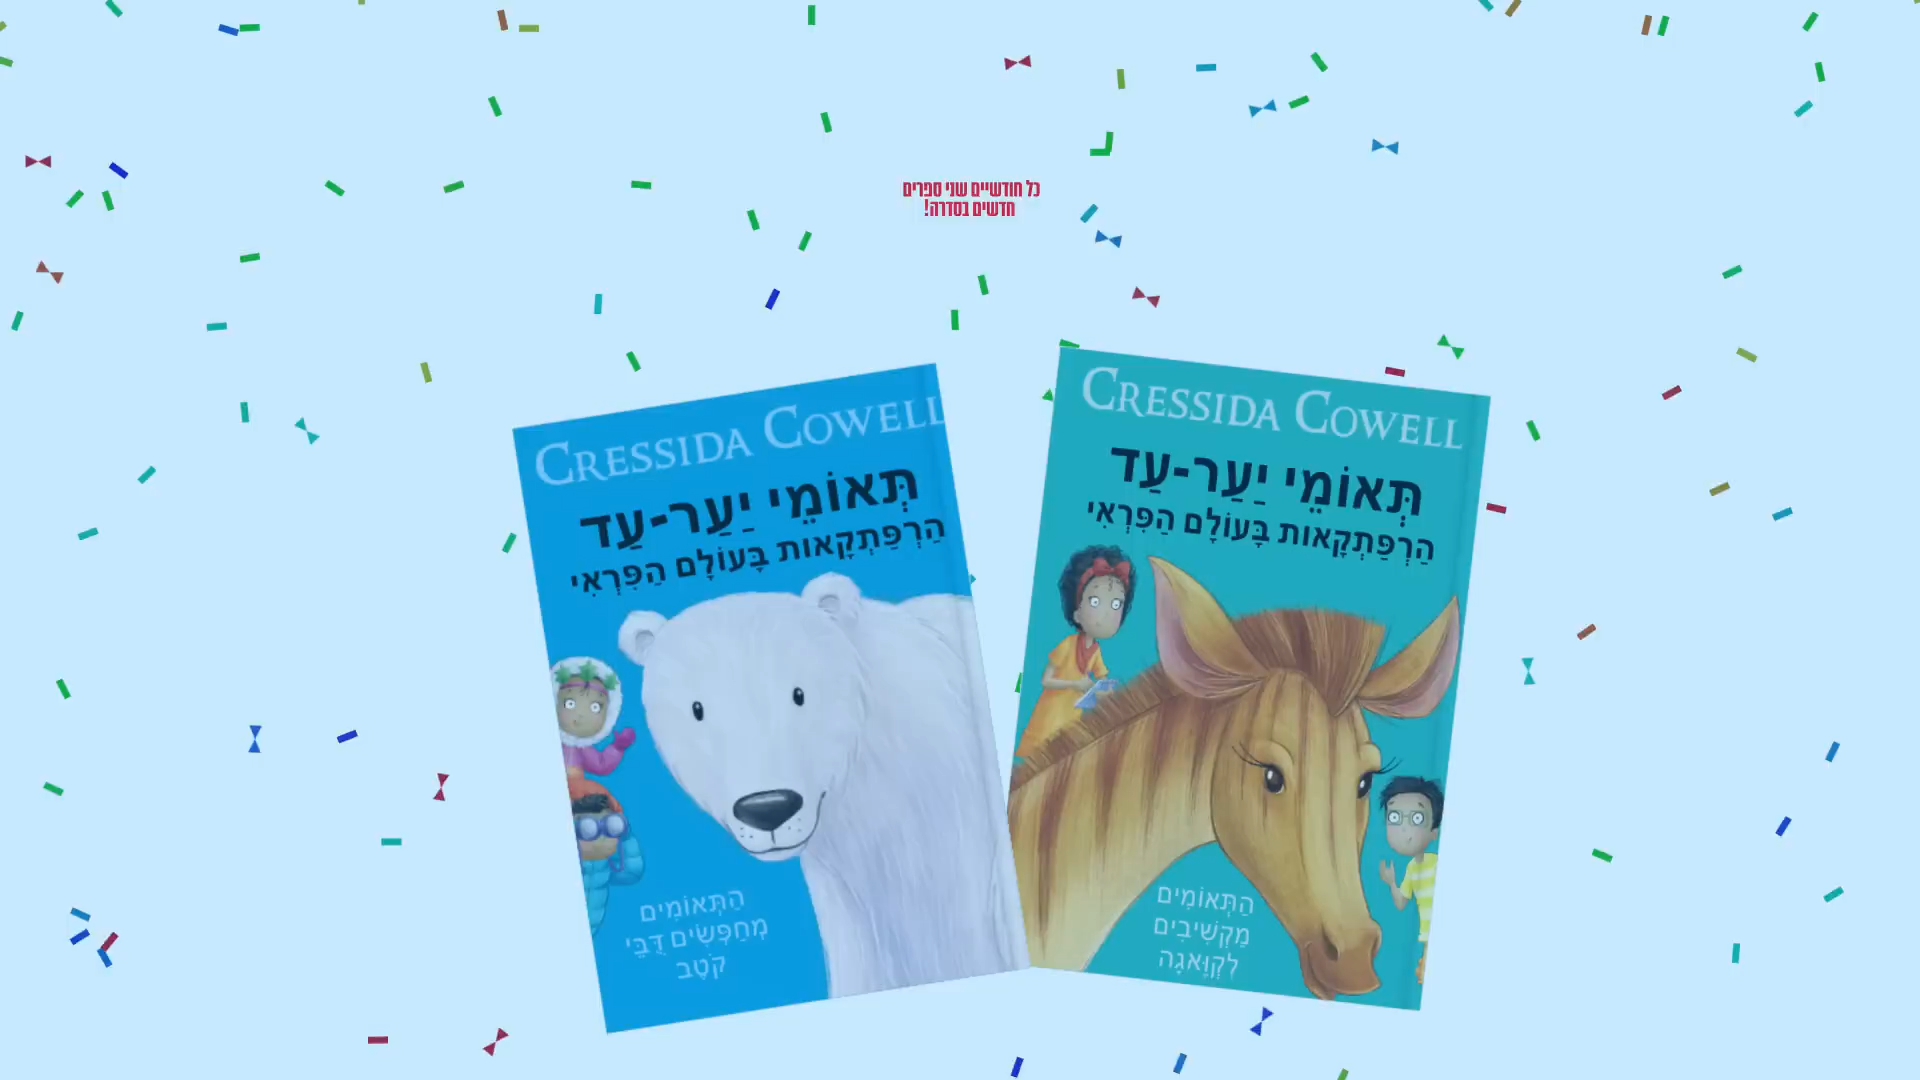 כל חודשיים שני ספרים
חדשים בסדרה!
CRESSIDA COWELL
תְּאוֹמֵי יַעַר-עַד
הַרְפַּתְקָאוֹת בָּעוֹלָם הַפִּרְאִי
הַתְּאוֹמִים
מְחַפְּשִׂים דֻּבֵּי
קֹטֶב
CRESSIDA COWELL
תְּאוֹמֵי יַעַר-עַד
הַרְפַּתְקָאוֹת בָּעוֹלָם הַפִּרְאִי
הַתְּאוֹמִים
מַקְשִׁיבִים
לְקְוַאגָה